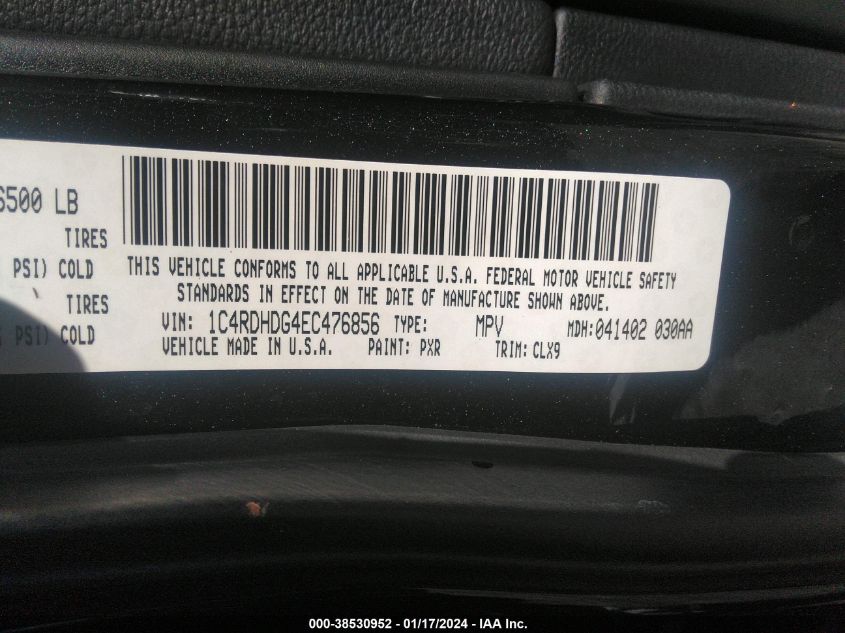 6500 LB
TIRES
PSI) COLD
TIRES
PSI) COLD
THIS VEHICLE CONFORMS TO ALL APPLICABLE U.S.A. FEDERAL MOTOR VEHICLE SAFETY
STANDARDS IN EFFECT ON THE DATE OF MANUFACTURE SHOWN ABOVE.
VIN: 1C4RDHDG4EC476856 TYPE: MPV MDH: 041402 030AA
VEHICLE MADE IN U.S.A. PAINT: PXR TRIM: CLX9
000-38530952 - 01/17/2024 - IAA Inc.